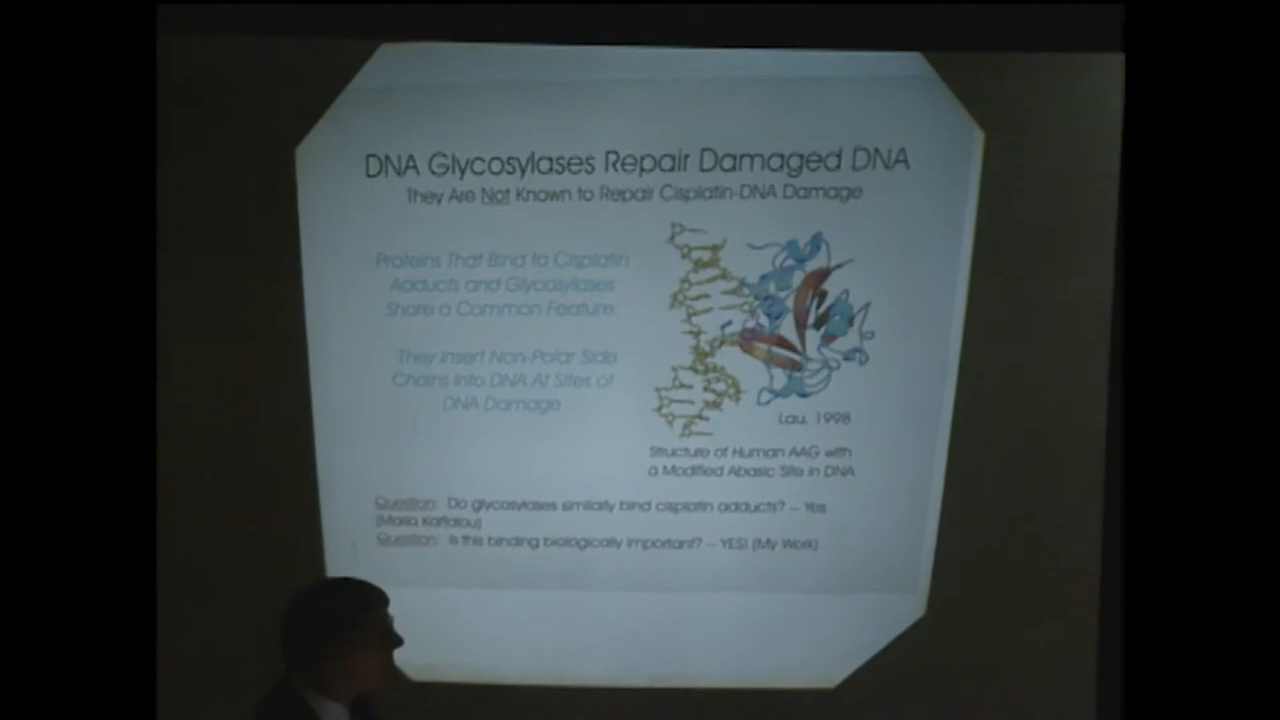 DNA Glycosylases Repair Damaged DNA
They Are Not Known to Repair Cisplatin-DNA Damage
Proteins That Bind to Cisplatin
Adducts and Glycosylases
Share a Common Feature.
They Insert Non-Polar Side
Chains Into DNA At Sites of
DNA Damage
Lau, 1998
Structure of Human AAG with
a Modified Abasic Site in DNA
Question: Do glycosylases similarly bind cisplatin adducts? – Yes
(Maria Kartalou)
Question: Is this binding biologically important? – YES! (My Work)